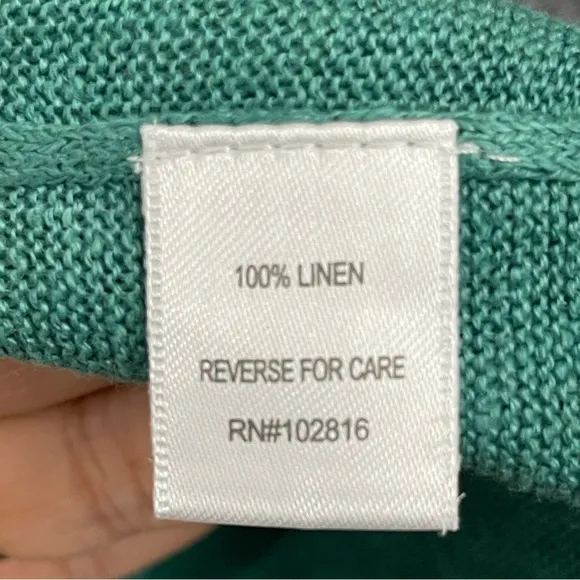 100% LINEN
REVERSE FOR CARE
RN#102816